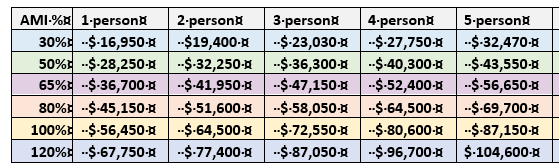 AMI·%¤ 1·person¤ 2·person¤ 3·person¤ 4·person¤ 5·person¤
30%¤ ··$·16,950·¤ ··$19,400·¤ ··$·23,030·¤ ··$·27,750·¤ ··$·32,470·¤
50%¤ ··$·28,250·¤ ··$·32,250·¤ ··$·36,300·¤ ··$·40,300·¤ ··$·43,550·¤
65%¤ ··$·36,700·¤ ··$·41,950·¤ ··$·47,150·¤ ··$·52,400·¤ ··$·56,650·¤
80%¤ ··$·45,150·¤ ··$·51,600·¤ ··$·58,050·¤ ··$·64,500·¤ ··$·69,700·¤
100%¤ ··$·56,450·¤ ··$·64,500·¤ ··$·72,550·¤ ··$·80,600·¤ ··$·87,150·¤
120%¤ ··$·67,750·¤ ··$·77,400·¤ ··$·87,050·¤ ··$·96,700·¤ $·104,600·¤